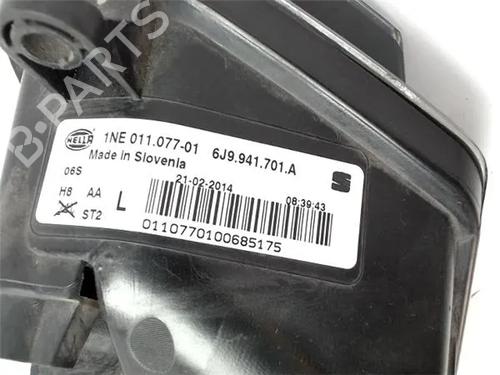 B-PARTS
HELLA 1NE 011.077-01 6J9.941.701.A
Made in Slovenia
06S 21-02-2014 08:39:43
H8 AA L
ST2 0110770100685175